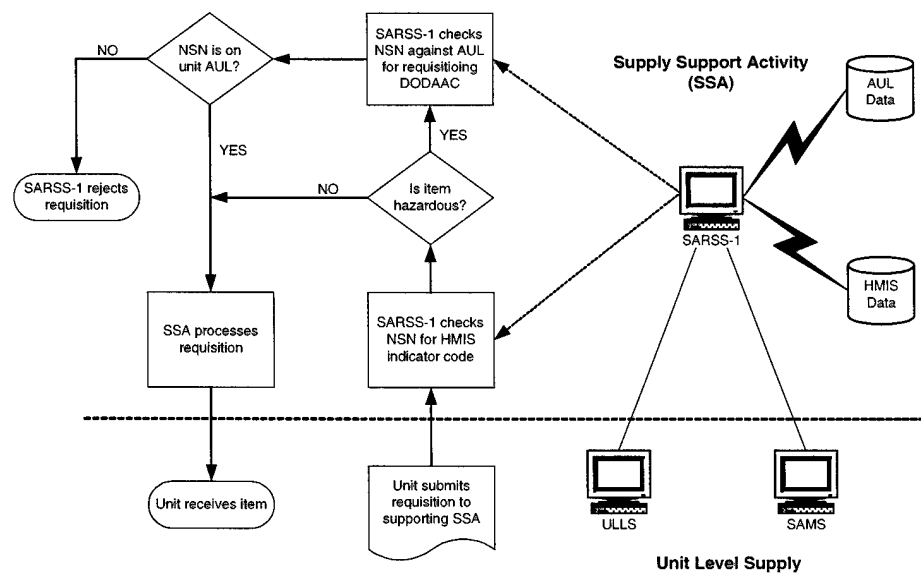 NO
NSN is on
unit AUL?
SARSS-1 checks
NSN against AUL
for requisitioing
DODAAC
Supply Support Activity
(SSA)
AUL
Data
YES
YES
SARSS-1 rejects
requisition
NO
Is item
hazardous?
SARSS-1
HMIS
Data
SSA processes
requisition
SARSS-1 checks
NSN for HMIS
indicator code
Unit receives item
Unit submits
requisition to
supporting SSA
ULLS
SAMS
Unit Level Supply